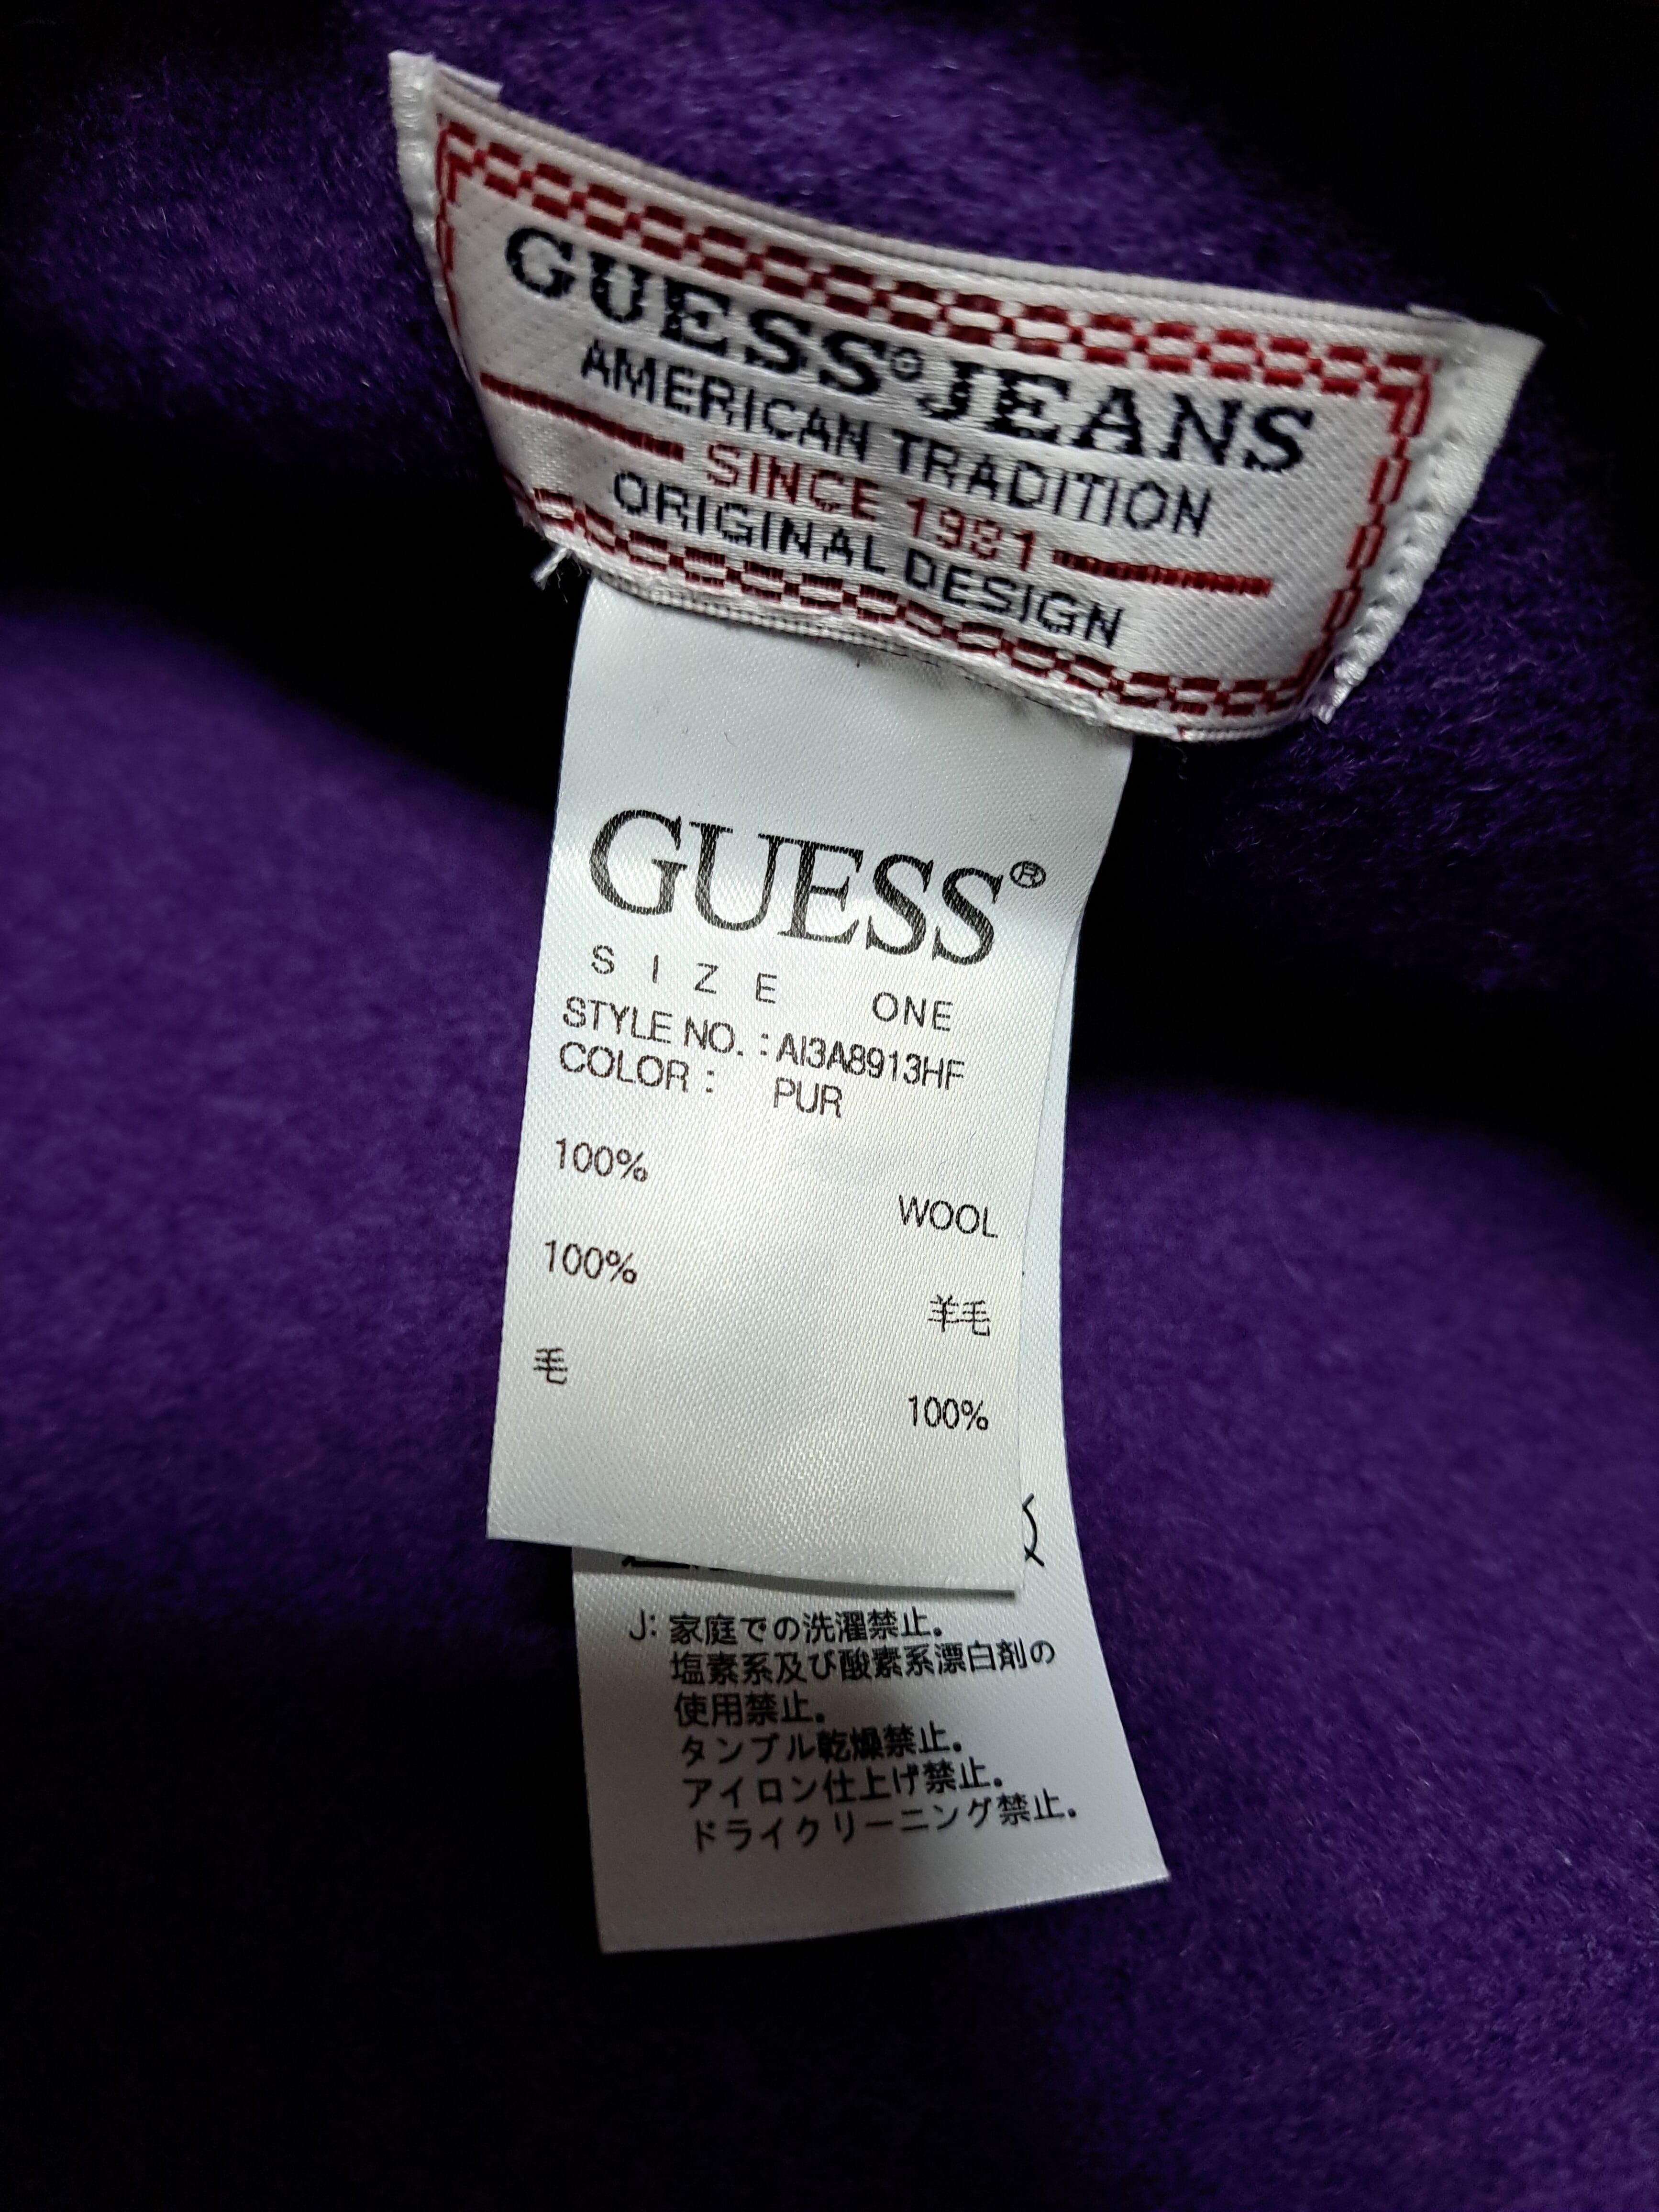 GUESS® JEANS
AMERICAN TRADITION
SINCE 1981
ORIGINAL DESIGN
GUESS®
SIZE ONE
STYLE NO. : AI3A8913HF
COLOR : PUR
100%
WOOL
100%
羊毛
毛
100%
J: 家庭での洗濯禁止。
塩素系及び酸素系漂白剤の
使用禁止。
タンブル乾燥禁止。
アイロン仕上げ禁止。
ドライクリーニング禁止。